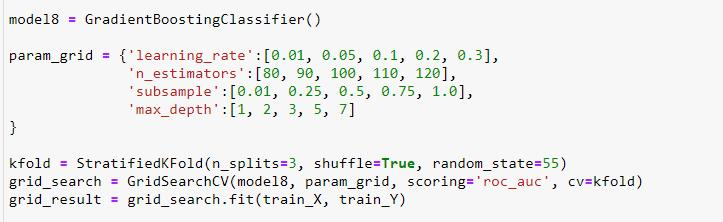 model8 = GradientBoostingClassifier()
param_grid = {'learning_rate':[0.01, 0.05, 0.1, 0.2, 0.3],
'n_estimators':[80, 90, 100, 110, 120],
'subsample':[0.01, 0.25, 0.5, 0.75, 1.0],
'max_depth':[1, 2, 3, 5, 7]
}
kfold = StratifiedKFold(n_splits=3, shuffle=True, random_state=55)
grid_search = GridSearchCV(model8, param_grid, scoring='roc_auc', cv=kfold)
grid_result = grid_search.fit(train_X, train_Y)